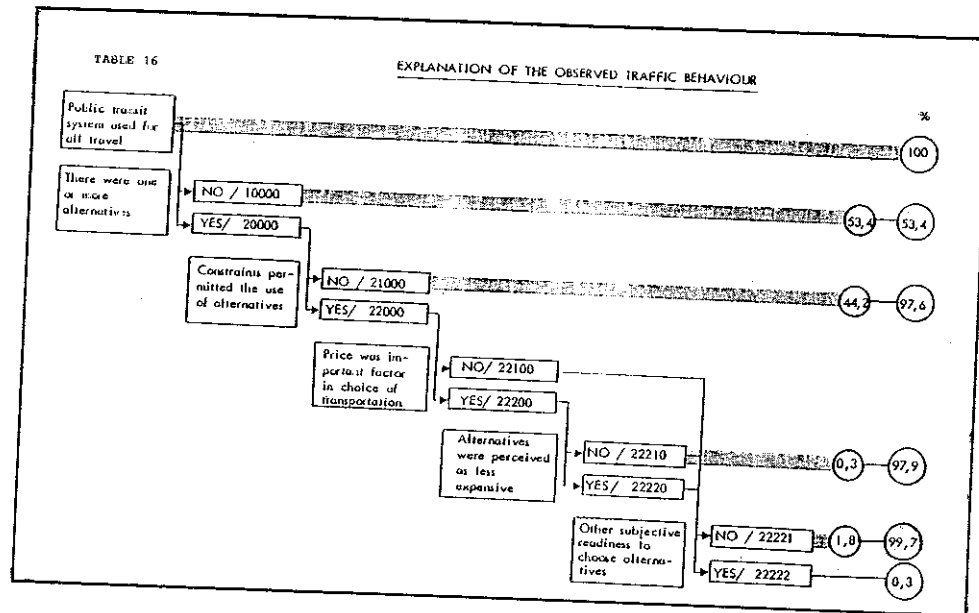 TABLE 16
EXPLANATION OF THE OBSERVED TRAFFIC BEHAVIOUR
%
Public transit
system used for
all travel
100
There were one
or more
alternatives
NO / 10000
53,4
53,4
YES/ 20000
Constraints per-
mitted the use
of alternatives
NO / 21000
44,2
97,6
YES/ 22000
Price was im-
portant factor
in choice of
transportation
NO/ 22100
YES/ 22200
Alternatives
were perceived
as less
expensive
NO / 22210
0,3
97,9
YES/ 22220
Other subjective
readiness to
choose alterna-
tives
NO / 22221
1,8
99,7
YES/ 22222
0,3